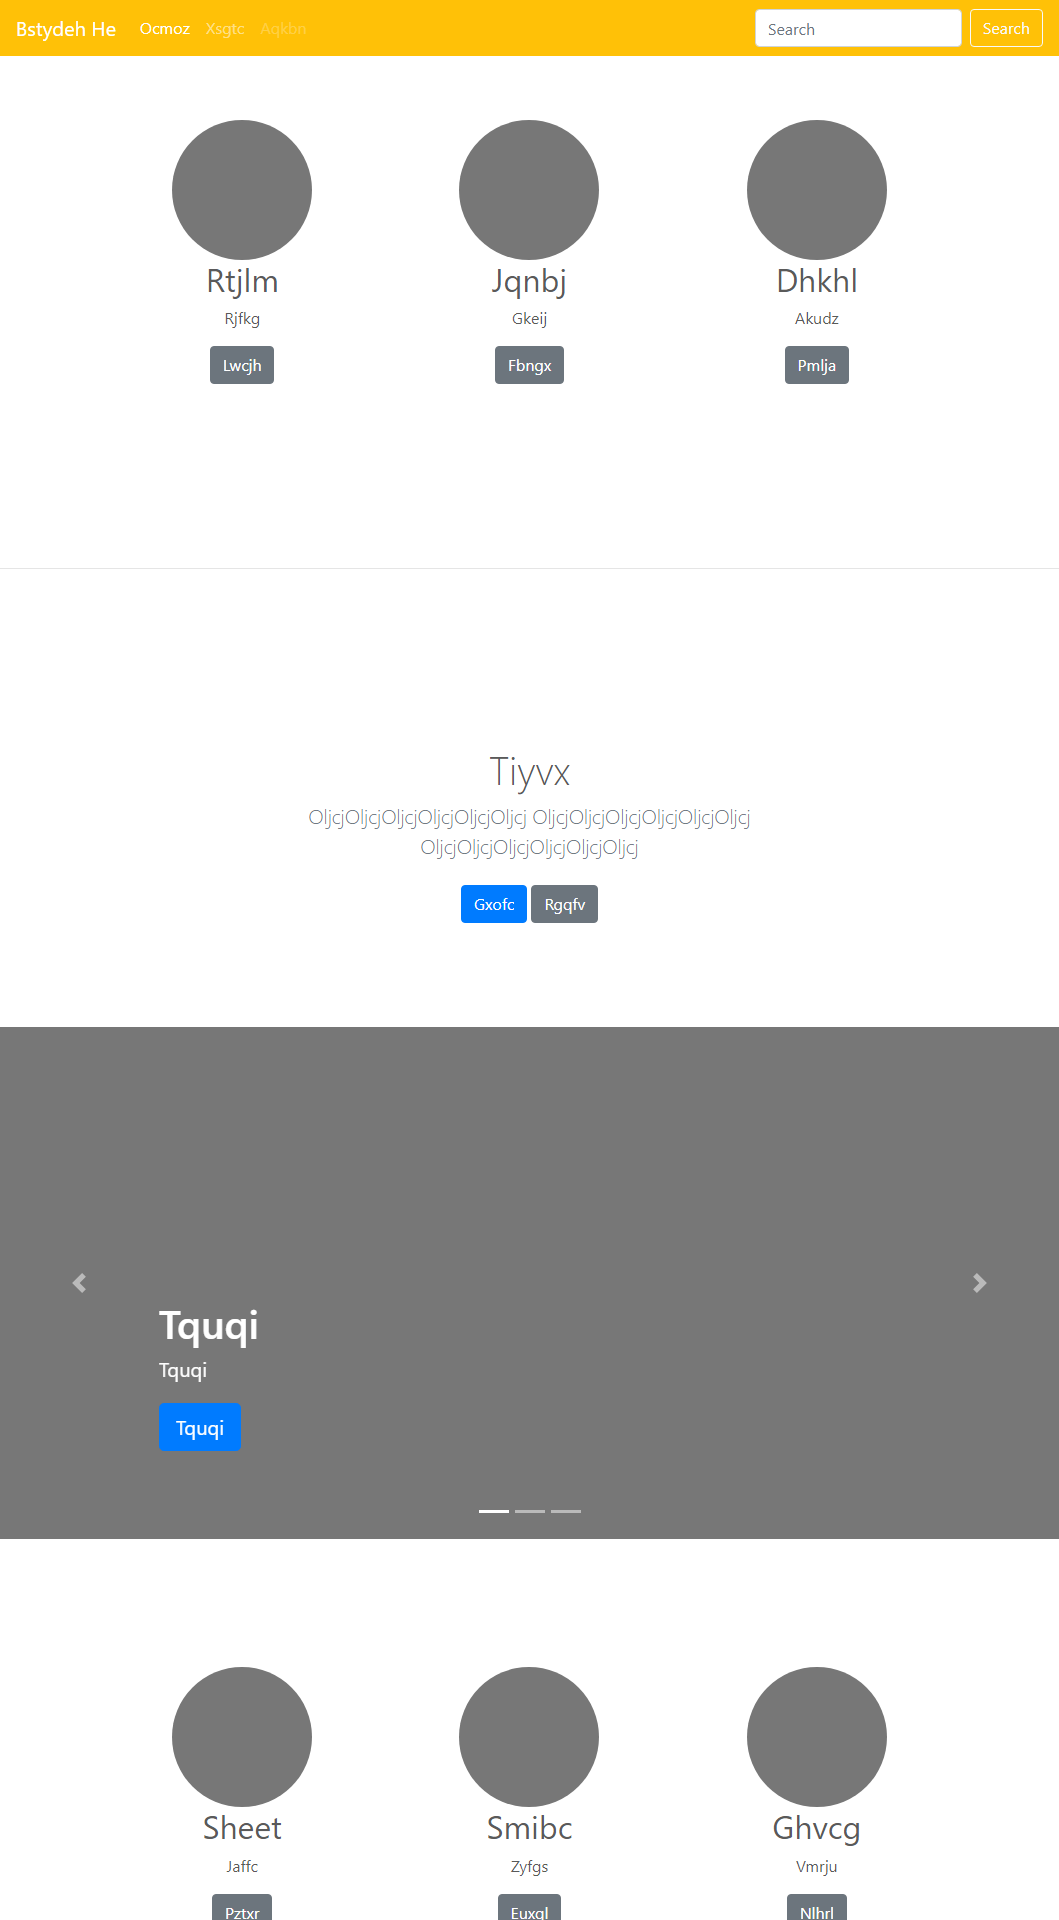 Bstydeh He Ocmoz Xsgtc Aqkbn Search Search
Rtjlm Jqnbj Dhkhl
Rjfkg Gkeij Akudz
Lwcjh Fbngx Pmlja
Tiyvx
OljcjOljcjOljcjOljcjOljcjOljcj OljcjOljcjOljcjOljcjOljcjOljcj
OljcjOljcjOljcjOljcjOljcjOljcj
Gxofc Rgqfv
Tquqi
Tquqi
Tquqi
Sheet Smibc Ghvcg
Jaffc Zyfgs Vmrju
Pztxr Euxgl Nlhrl